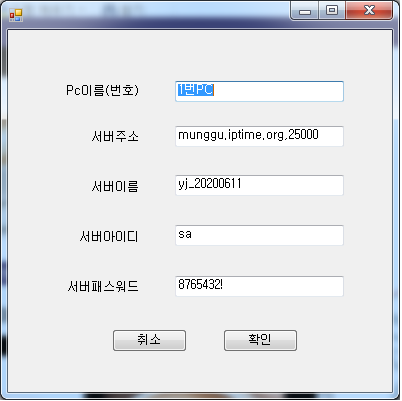 Pc이름(번호) 1번PC
서버주소 munggu,iptime,org,25000
서버이름 yj_20200611
서버아이디 sa
서버패스워드 8765432!
취소 확인